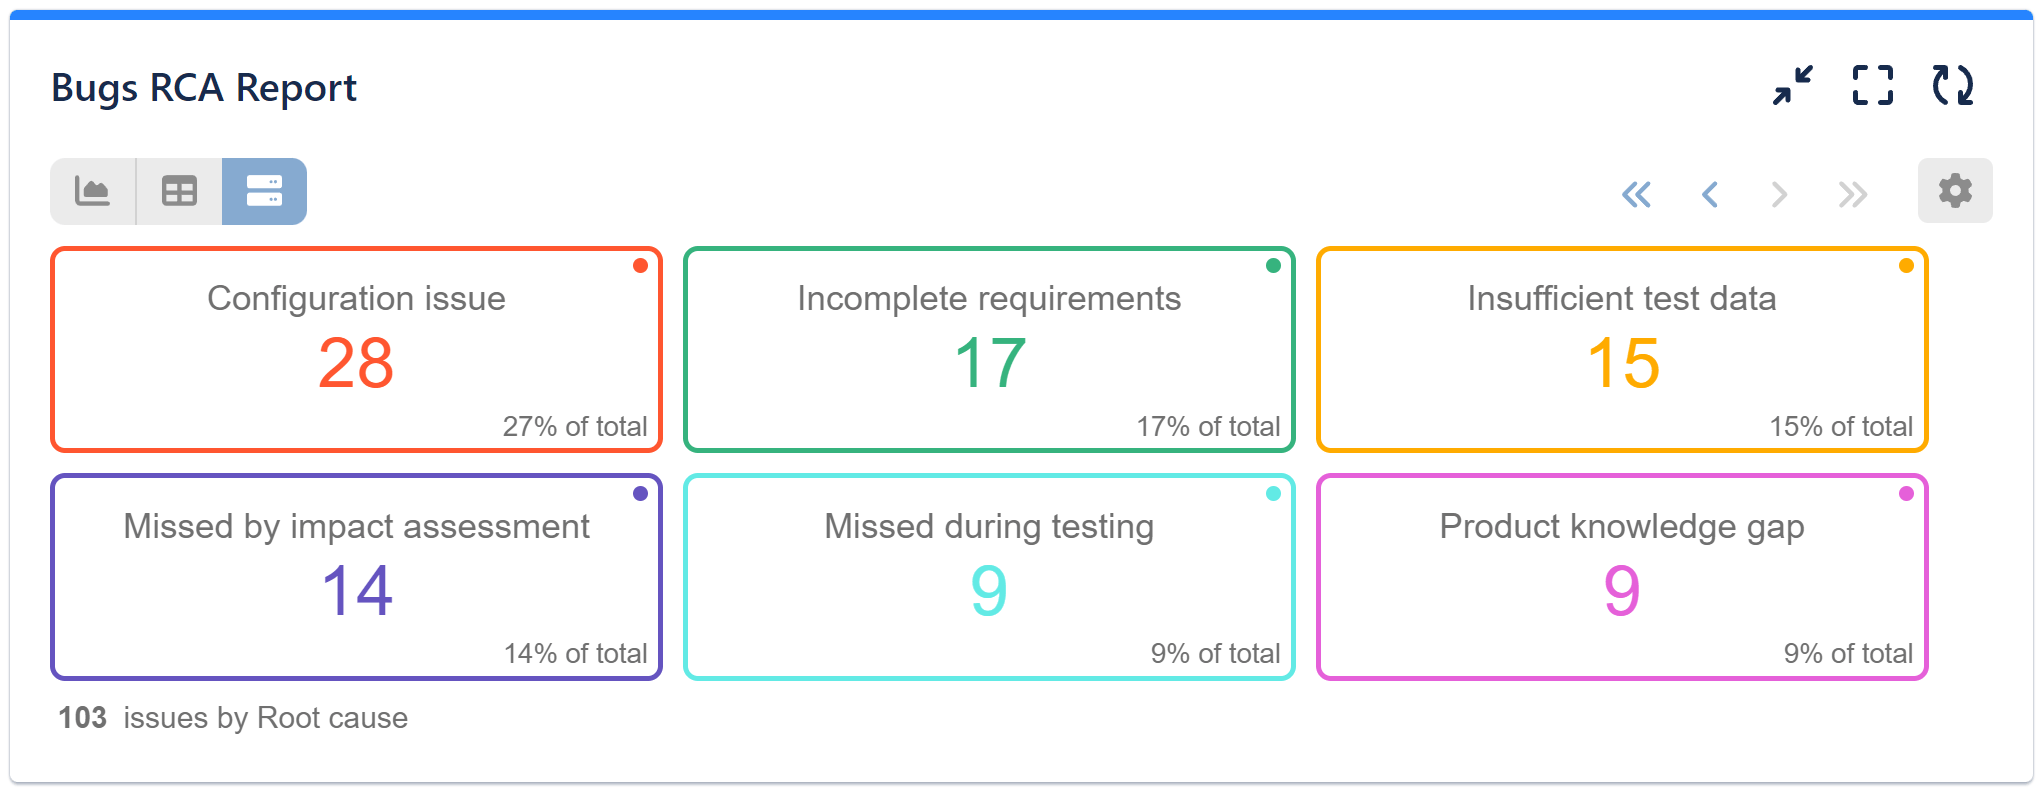 Bugs RCA Report
Configuration issue
28
27% of total
Incomplete requirements
17
17% of total
Insufficient test data
15
15% of total
Missed by impact assessment
14
14% of total
Missed during testing
9
9% of total
Product knowledge gap
9
9% of total
103 issues by Root cause